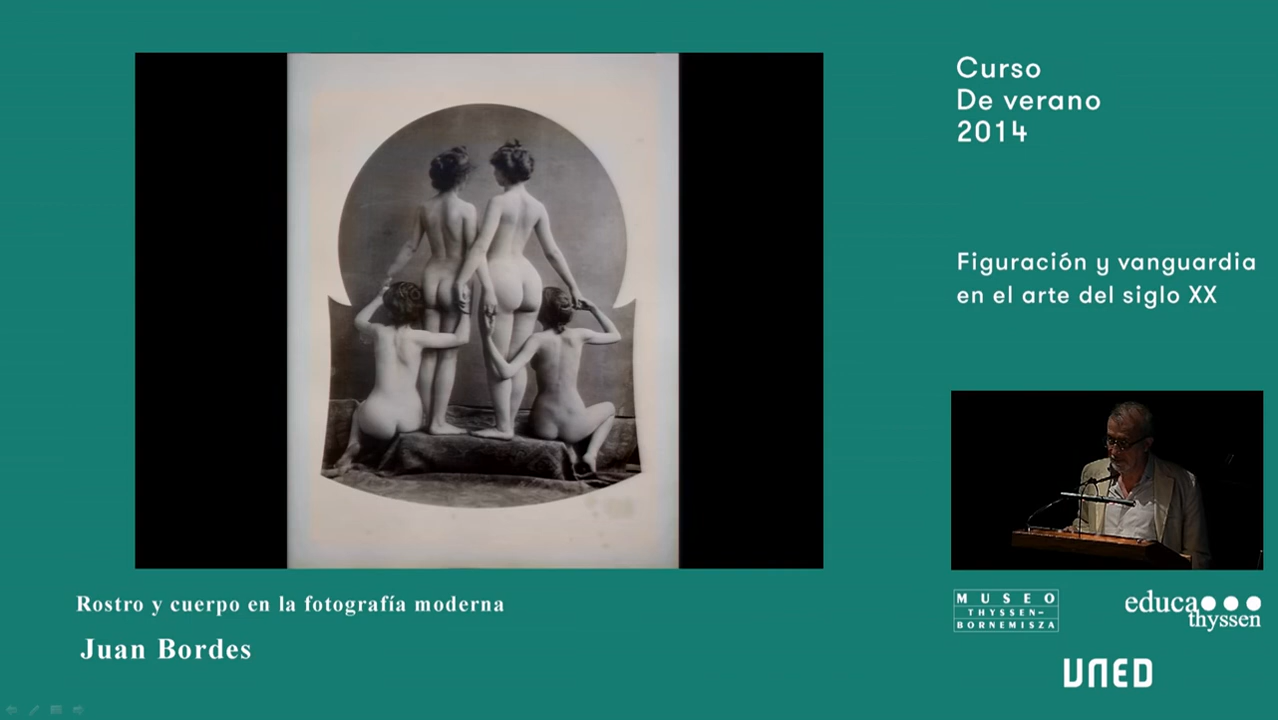 Curso
De verano
2014
Figuración y vanguardia
en el arte del siglo XX
Rostro y cuerpo en la fotografía moderna
Juan Bordes
MUSEO
THYSSEN-
BORNEMISZA
educa
thyssen
UNED